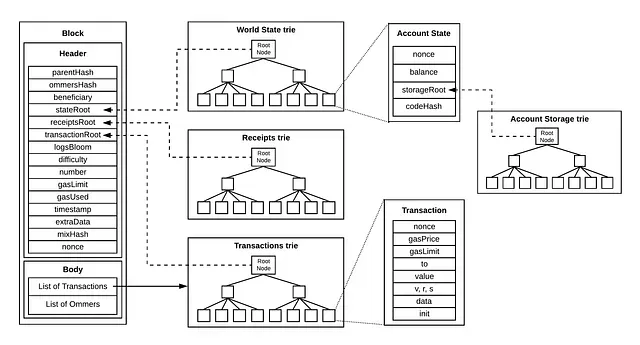 Block
Header
parentHash
ommersHash
beneficiary
stateRoot
receiptsRoot
transactionRoot
logsBloom
difficulty
number
gasLimit
gasUsed
timestamp
extraData
mixHash
nonce
Body
List of Transactions
List of Ommers
World State trie
Root
Node
Receipts trie
Root
Node
Transactions trie
Root
Node
Account State
nonce
balance
storageRoot
codeHash
Account Storage trie
Root
Node
Transaction
nonce
gasPrice
gasLimit
to
value
v, r, s
data
init